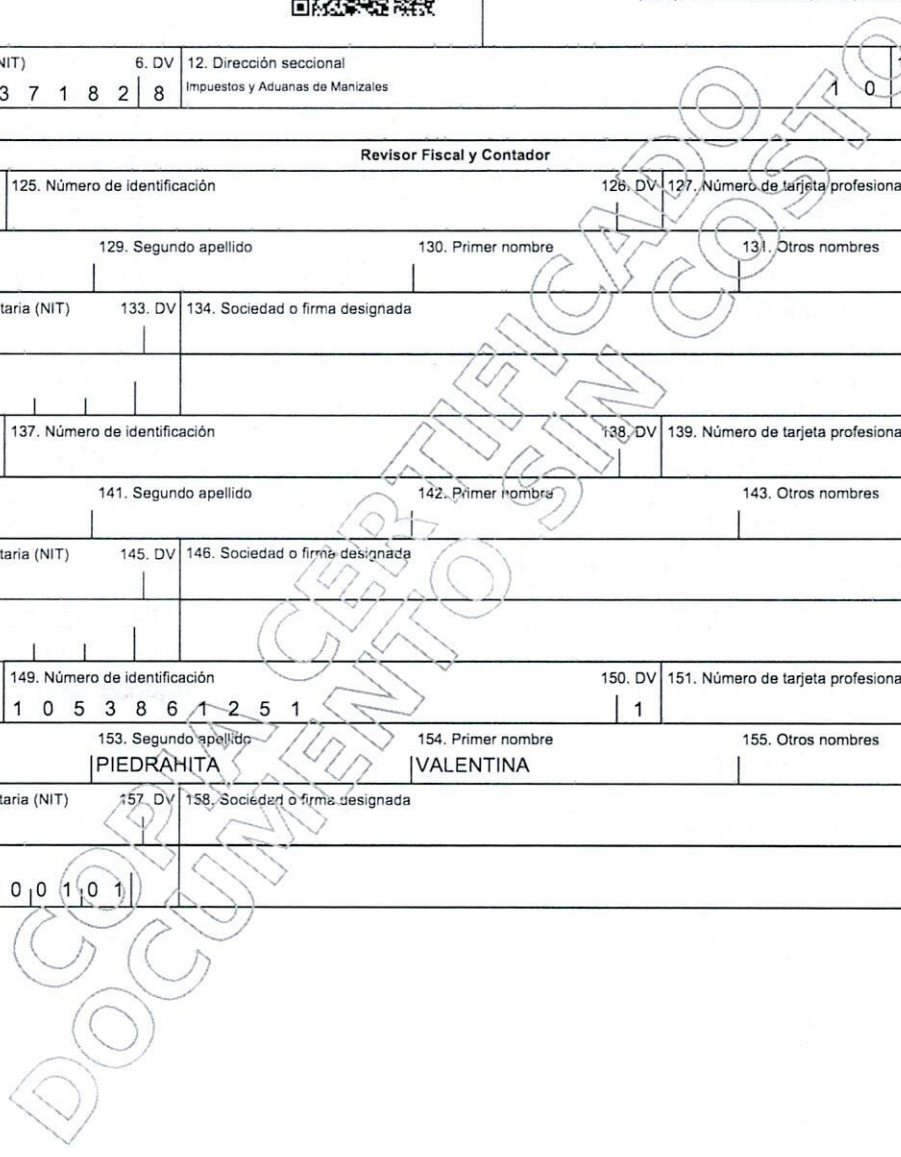 NIT) 6. DV 12. Dirección seccional
3 7 1 8 2 8 Impuestos y Aduanas de Manizales 1 0
Revisor Fiscal y Contador
125. Número de identificación 126. DV 127. Número de tarjeta profesiona
129. Segundo apellido 130. Primer nombre 131. Otros nombres
taria (NIT) 133. DV 134. Sociedad o firma designada
137. Número de identificación 138. DV 139. Número de tarjeta profesiona
141. Segundo apellido 142. Primer nombre 143. Otros nombres
taria (NIT) 145. DV 146. Sociedad o firma designada
149. Número de identificación 150. DV 151. Número de tarjeta profesiona
1 0 5 3 8 6 1 2 5 1 1
153. Segundo apellido 154. Primer nombre 155. Otros nombres
PIEDRAHITA VALENTINA
taria (NIT) 157. DV 158. Sociedad o firma designada
0 0 1 0 1
COPIA CERTIFICADO
DOCUMENTO SIN COSTO